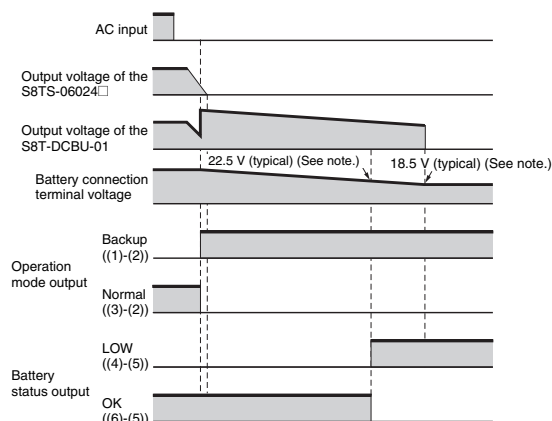 AC input
Output voltage of the
S8TS-06024□
Output voltage of the
S8T-DCBU-01
22.5 V (typical) (See note.)
18.5 V (typical) (See note.)
Battery connection
terminal voltage
Operation
mode output
Backup
((1)-(2))
Normal
((3)-(2))
Battery
status output
LOW
((4)-(5))
OK
((6)-(5))